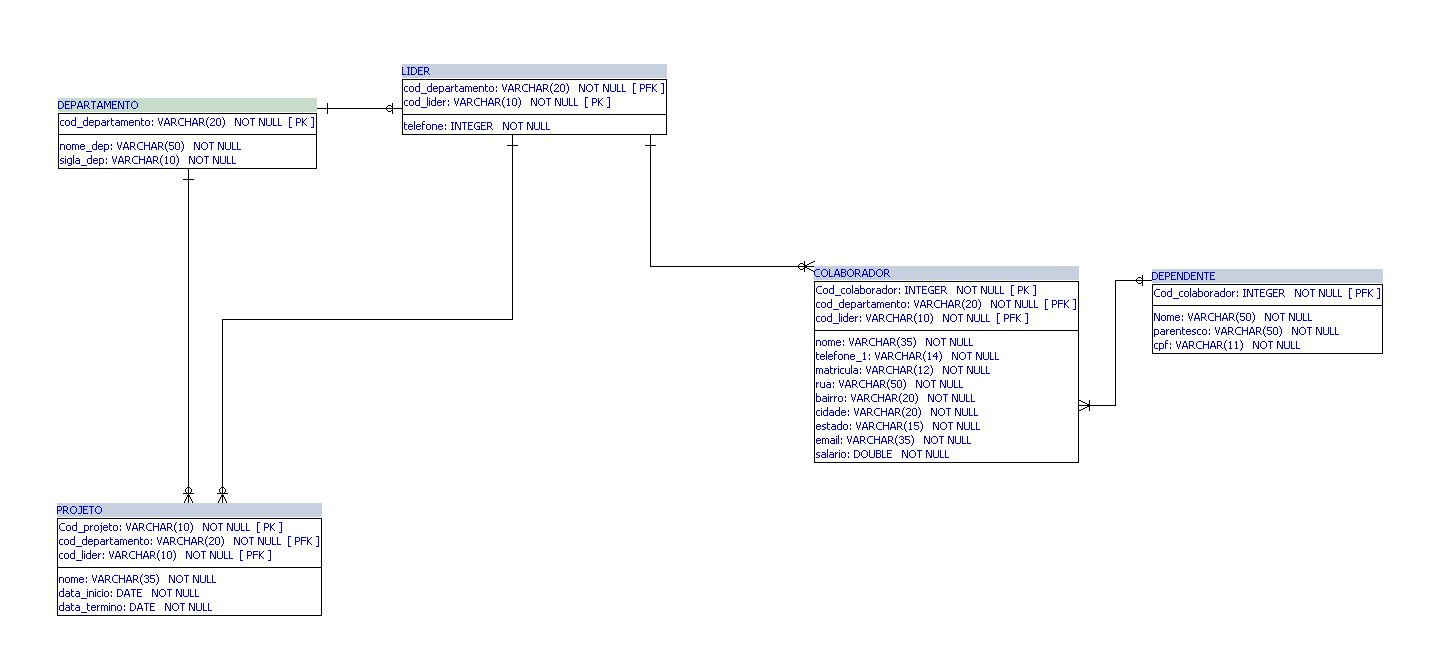 DEPARTAMENTO
cod_departamento: VARCHAR(20) NOT NULL [ PK ]
nome_dep: VARCHAR(50) NOT NULL
sigla_dep: VARCHAR(10) NOT NULL
LIDER
cod_departamento: VARCHAR(20) NOT NULL [ PFK ]
cod_lider: VARCHAR(10) NOT NULL [ PK ]
telefone: INTEGER NOT NULL
COLABORADOR
Cod_colaborador: INTEGER NOT NULL [ PK ]
cod_departamento: VARCHAR(20) NOT NULL [ PFK ]
cod_lider: VARCHAR(10) NOT NULL [ PFK ]
nome: VARCHAR(35) NOT NULL
telefone_1: VARCHAR(14) NOT NULL
matricula: VARCHAR(12) NOT NULL
rua: VARCHAR(50) NOT NULL
bairro: VARCHAR(20) NOT NULL
cidade: VARCHAR(20) NOT NULL
estado: VARCHAR(15) NOT NULL
email: VARCHAR(35) NOT NULL
salario: DOUBLE NOT NULL
DEPENDENTE
Cod_colaborador: INTEGER NOT NULL [ PFK ]
Nome: VARCHAR(50) NOT NULL
parentesco: VARCHAR(50) NOT NULL
cpf: VARCHAR(11) NOT NULL
PROJETO
Cod_projeto: VARCHAR(10) NOT NULL [ PK ]
cod_departamento: VARCHAR(20) NOT NULL [ PFK ]
cod_lider: VARCHAR(10) NOT NULL [ PFK ]
nome: VARCHAR(35) NOT NULL
data_inicio: DATE NOT NULL
data_termino: DATE NOT NULL